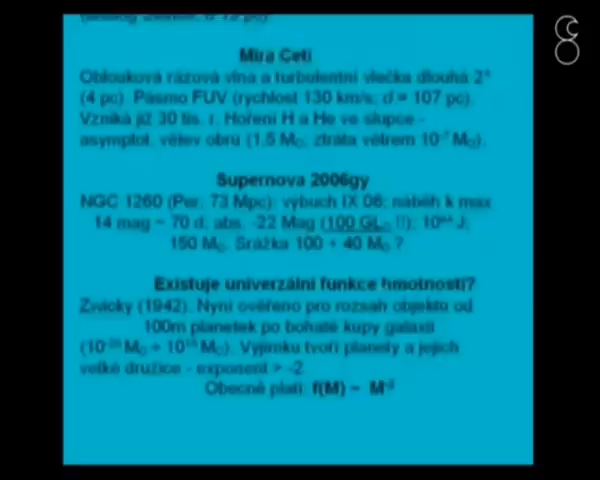 Mira Ceti
Oblouková rázová vlna a turbulentní vlečka dlouhá 2°
(4 pc). Pásmo FUV (rychlost 130 km/s; d = 107 pc).
Vzniká již 30 tis. r. Hoření H a He ve slupce -
asymptot. větev obrů (1,5 M☉, ztráta větrem 10⁻⁷ M☉).
Supernova 2006gy
NGC 1260 (Per; 73 Mpc); výbuch IX 06; náběh k max
14 mag ~ 70 d; abs. -22 Mag (100 GL☉ !!); J;
150 M☉. Srážka 100 + 40 M☉ ?
Existuje univerzální funkce hmotnosti?
Zwicky (1942). Nyní ověřeno pro rozsah objektů od
100m planetek po bohaté kupy galaxií
M☉ ÷ M☉). Výjimku tvoří planety a jejich
velké družice - exponent > -2.
Obecně platí: f(M) ~ M⁻²